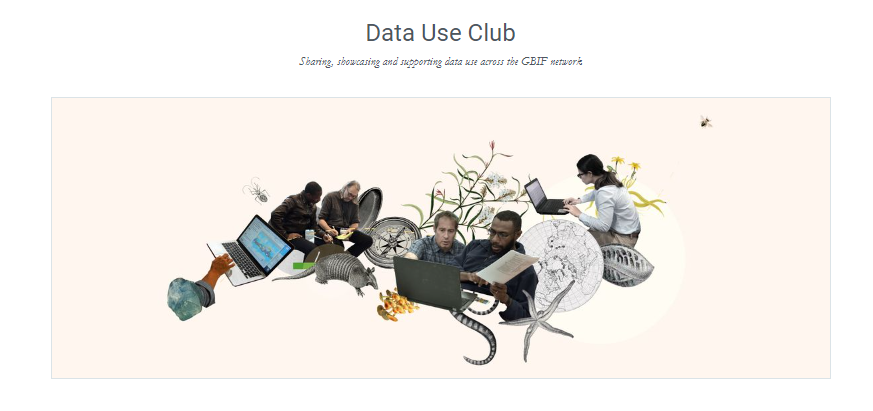 Data Use Club
Sharing, showcasing and supporting data use across the GBIF network